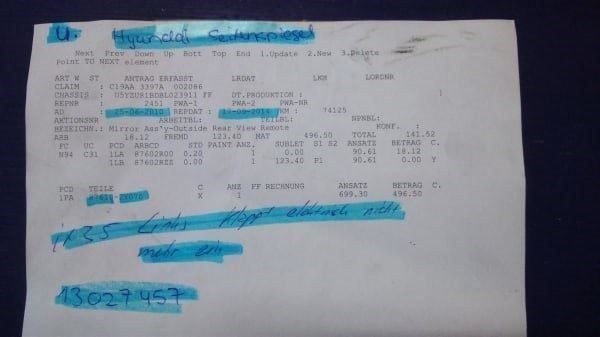 U. Hyundai Seitenspiegel
Next Prev Down Up Bott Top End 1.Update 2.New 3.Delete
Point TO NEXT element
ART W ST ANTRAG ERFASST LRDAT LKM LORDNR
CLAIM : C19AA 3397A 002086
CHASSIS : U5YZU81BDBL023911 FF DT.PRODUKTION :
REPNR 2451 PWA-1 PWA-2 PWA-NR
AD 25-06-2010 REPDAT : -09-2014 KM : 74125
AKTIONSNR ARBEITBL: TEILBL: NPNBL:
BEZEICHN.: Mirror Ass'y-Outside Rear View Remote KONF. :
ARB 18.12 FREMD 123.40 MAT 496.50 TOTAL 141.52
FC UC PCD ARBCD STD PAINT ANZ. SUBLET S1 S2 ANSATZ BETRAG C.
N94 C31 1LA 87602R00 0.20 1 0.00 90.61 18.12
1LB 87602REZ 0.00 1 123.40 P1 90.61 0.00 Y
PCD TEILE C ANZ FF RECHNUNG ANSATZ BETRAG C.
1PA X 1 699.30 496.50
ix35 Links klappt elektrisch nicht
mehr ein
13027457